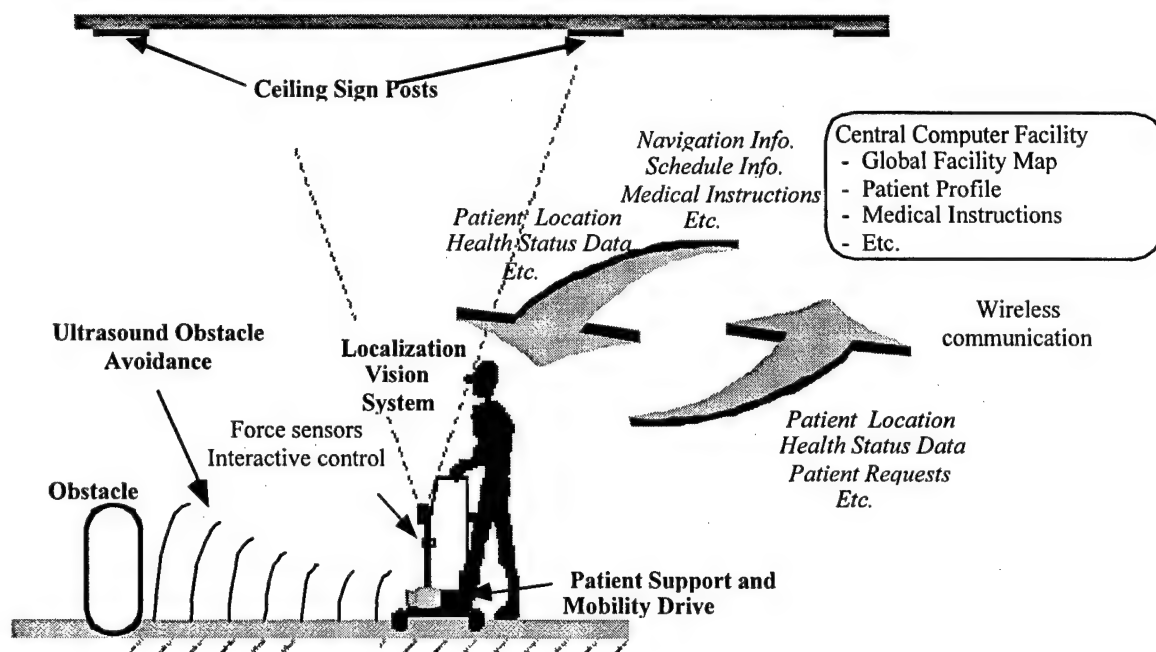 Ceiling Sign Posts
Navigation Info.
Schedule Info.
Medical Instructions
Etc.
Central Computer Facility
- Global Facility Map
- Patient Profile
- Medical Instructions
- Etc.
Patient Location
Health Status Data
Etc.
Wireless
communication
Ultrasound Obstacle
Avoidance
Localization
Vision
System
Force sensors
Interactive control
Patient Location
Health Status Data
Patient Requests
Etc.
Obstacle
Patient Support and
Mobility Drive